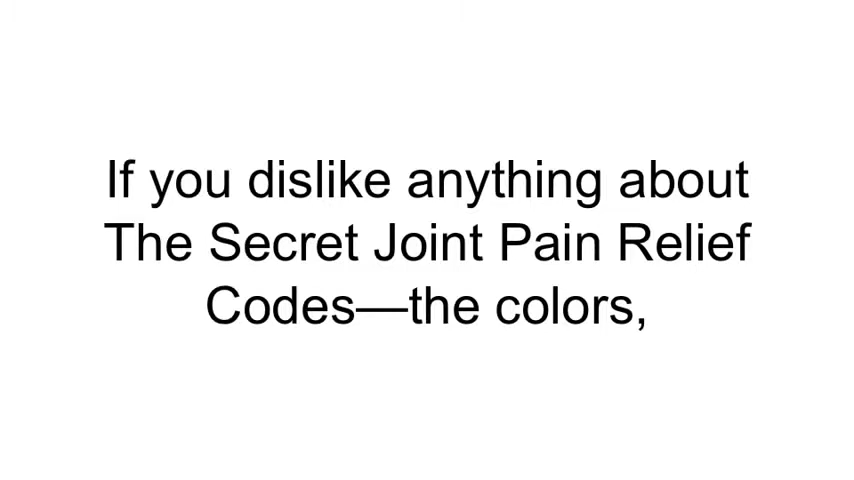 If you dislike anything about
The Secret Joint Pain Relief
Codes—the colors,